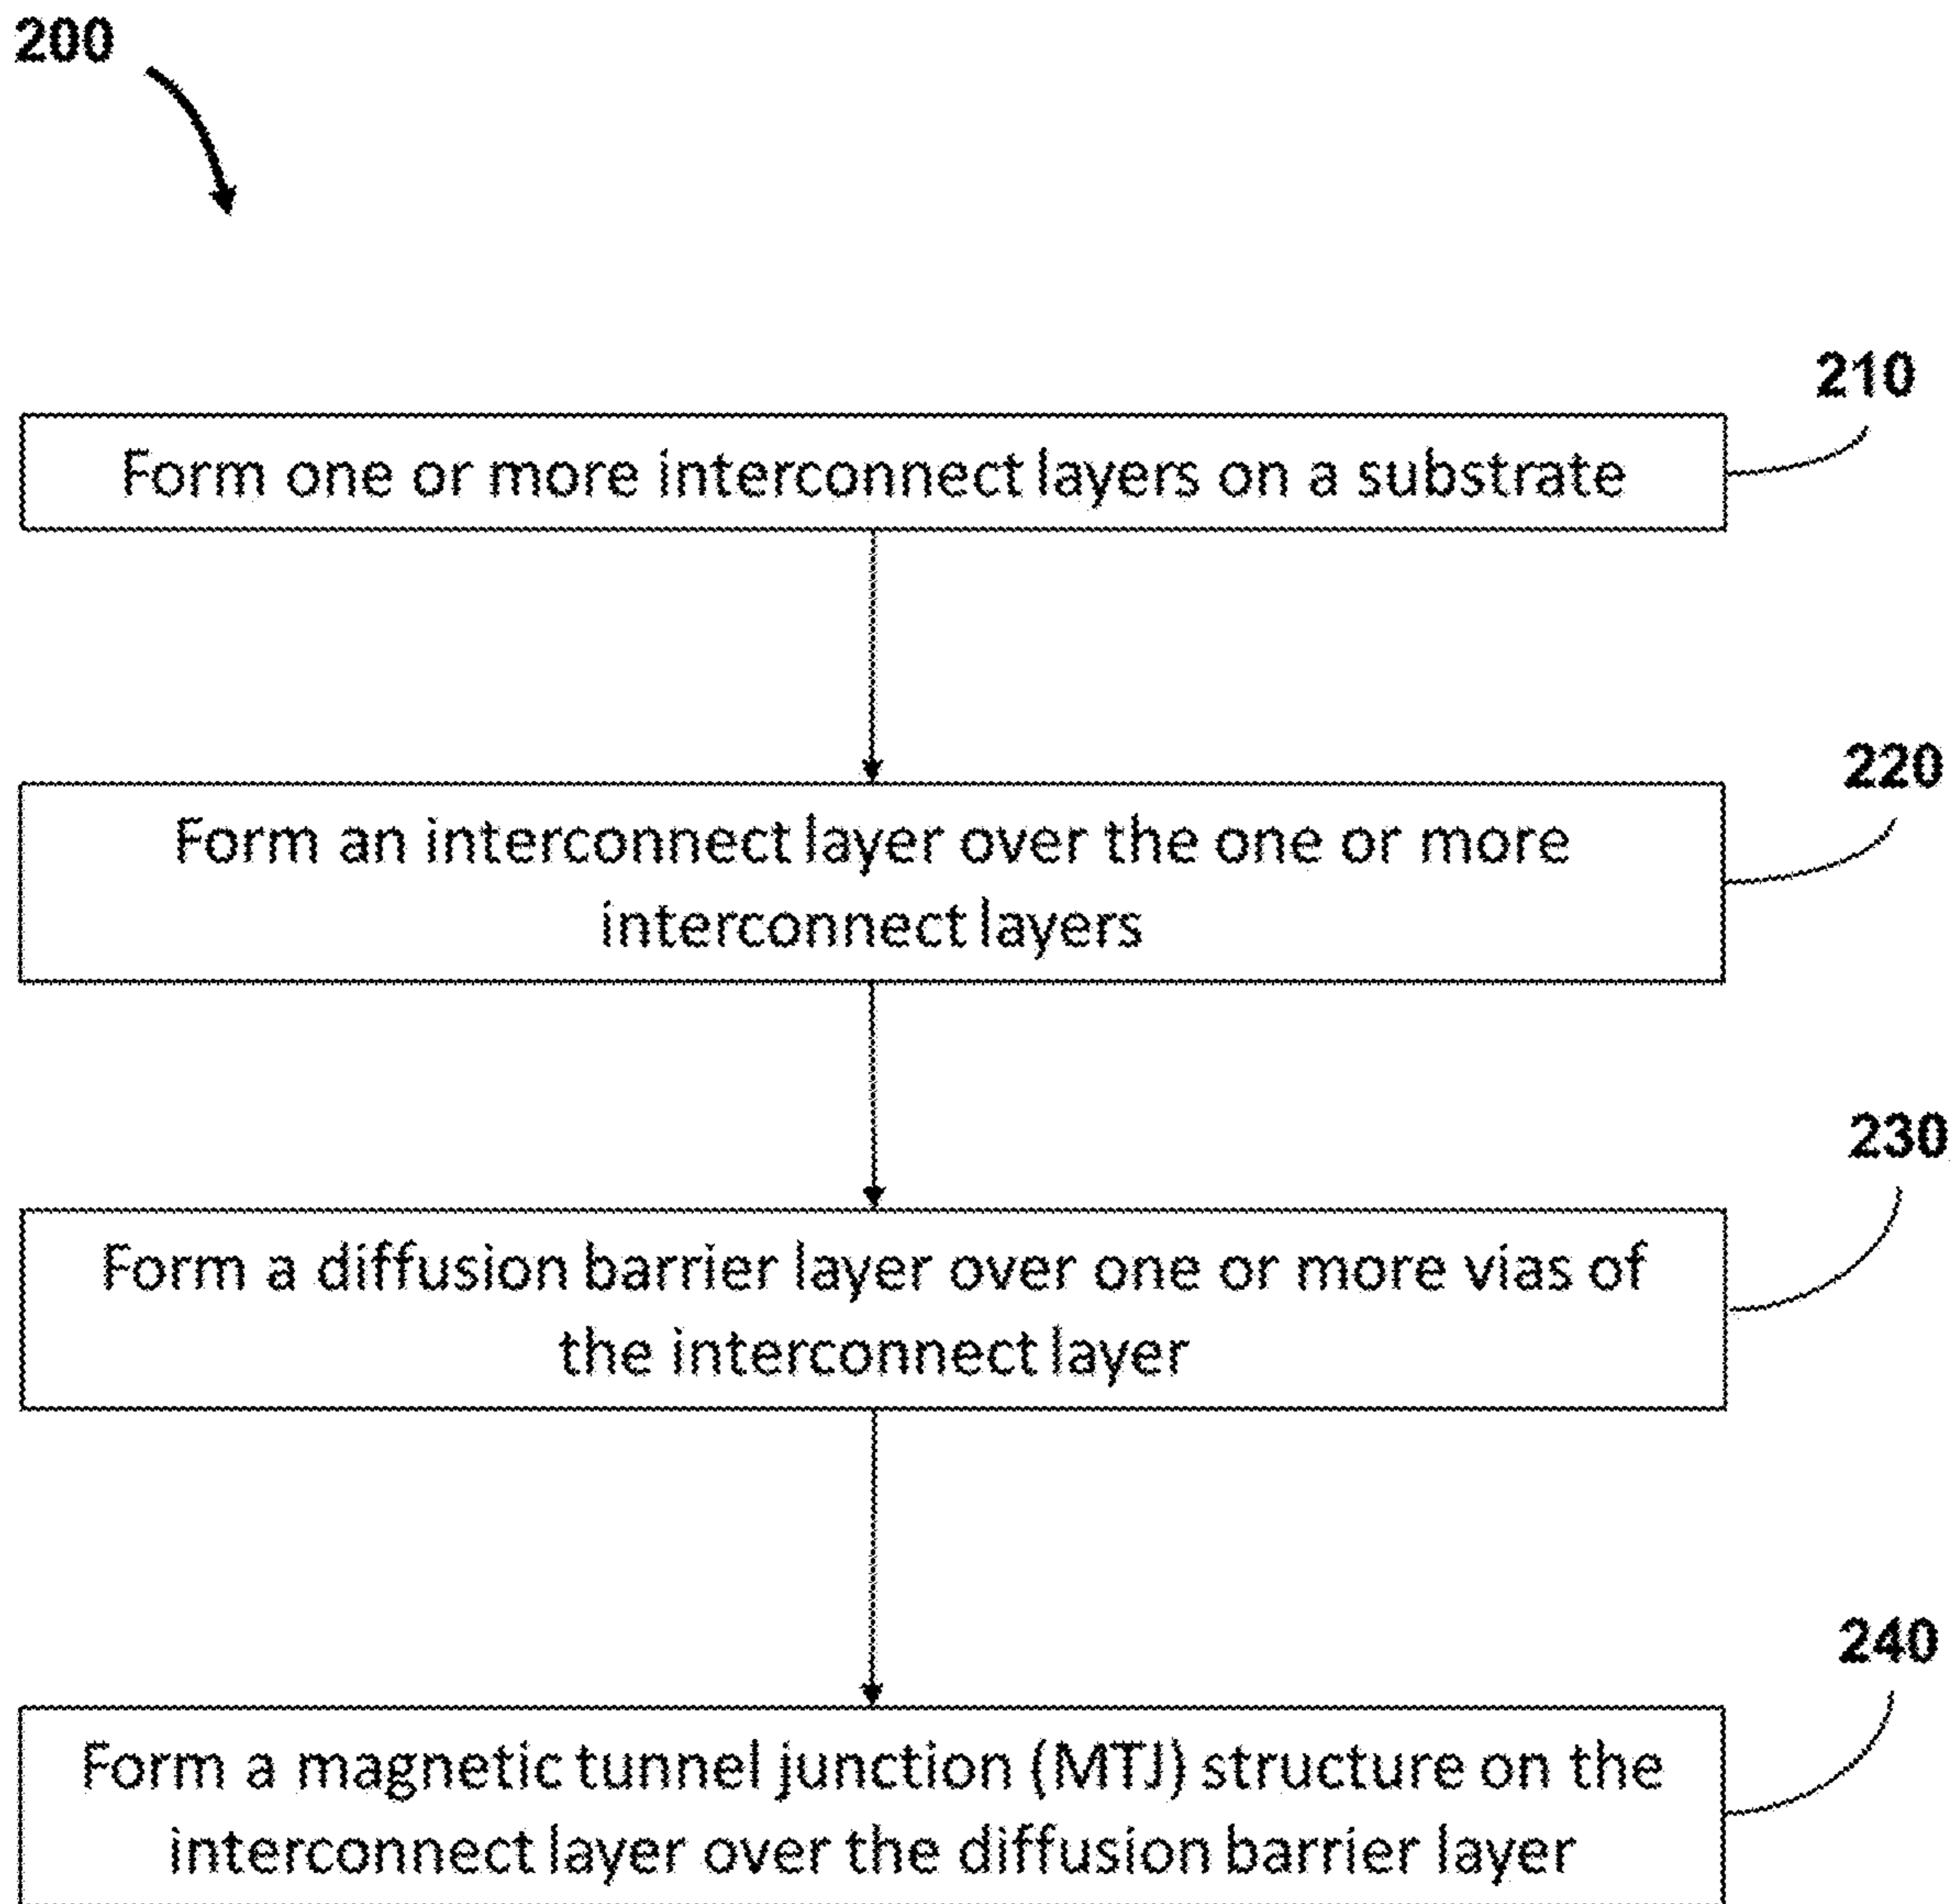 200
210
Form one or more interconnect layers on a substrate
220
Form an interconnect layer over the one or more
interconnect layers
230
Form a diffusion barrier layer over one or more vias of
the interconnect layer
240
Form a magnetic tunnel junction (MTJ) structure on the
interconnect layer over the diffusion barrier layer